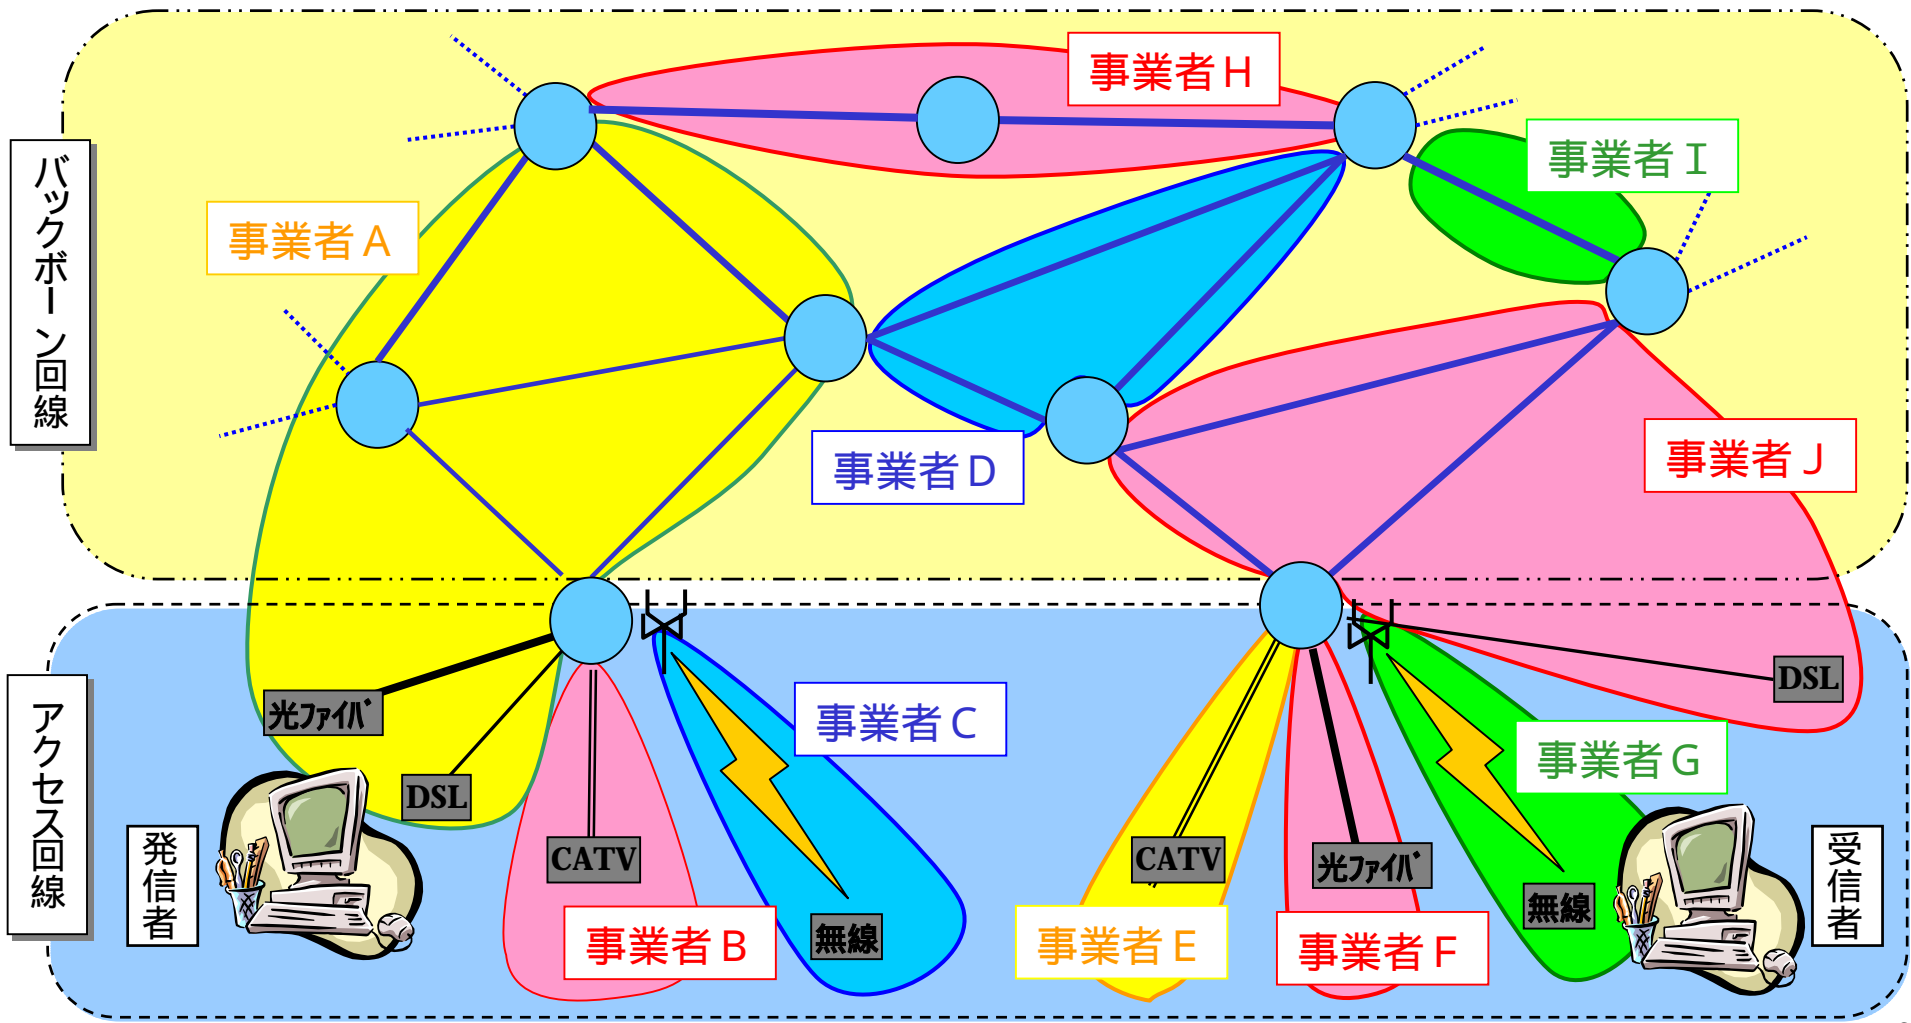 バックボーン回線
事業者H
事業者I
事業者A
事業者D
事業者J
アクセス回線
光ファイバ
DSL
CATV
無線
事業者C
事業者B
発信者
DSL
事業者G
CATV
光ファイバ
無線
事業者E
事業者F
受信者